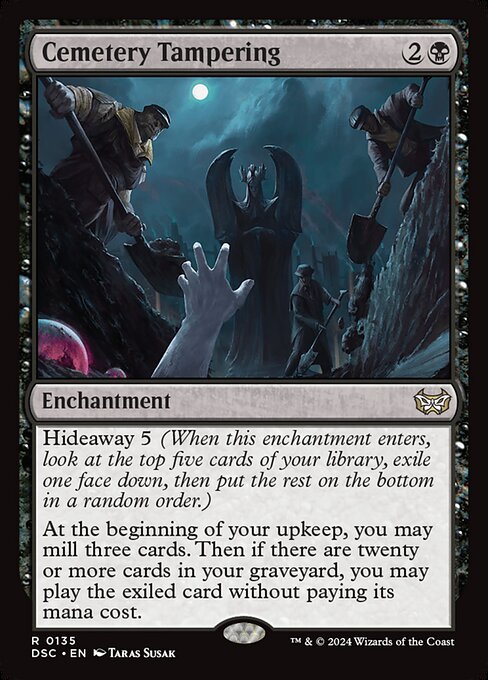 Cemetery Tampering 2
Enchantment
Hideaway 5 (When this enchantment enters,
look at the top five cards of your library, exile
one face down, then put the rest on the bottom
in a random order.)
At the beginning of your upkeep, you may
mill three cards. Then if there are twenty
or more cards in your graveyard, you may
play the exiled card without paying its
mana cost.
R 0135
DSC • EN Taras Susak
™ & © 2024 Wizards of the Coast